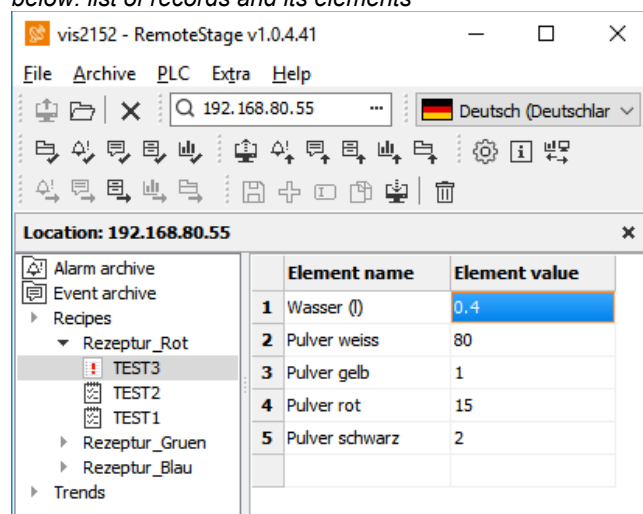 below: list of records and its elements
vis2152 - RemoteStage v1.0.4.41
File Archive PLC Extra Help
192.168.80.55 ... Deutsch (Deutschlar
Location: 192.168.80.55
Alarm archive
Event archive
Recipes
Rezeptur_Rot
TEST3
TEST2
TEST1
Rezeptur_Gruen
Rezeptur_Blau
Trends
Element name Element value
1 Wasser (l) 0.4
2 Pulver weiss 80
3 Pulver gelb 1
4 Pulver rot 15
5 Pulver schwarz 2